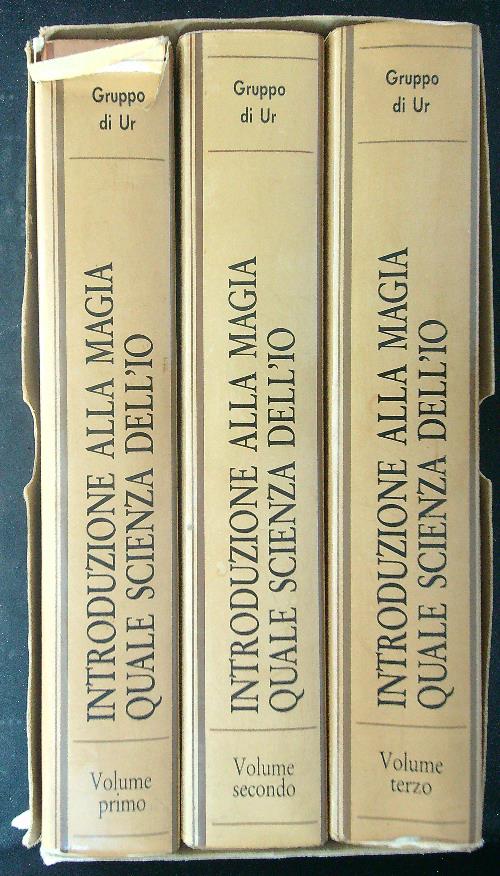 Gruppo
di Ur
INTRODUZIONE ALLA MAGIA
QUALE SCIENZA DELL'IO
Volume
primo
Gruppo
di Ur
INTRODUZIONE ALLA MAGIA
QUALE SCIENZA DELL'IO
Volume
secondo
Gruppo
di Ur
INTRODUZIONE ALLA MAGIA
QUALE SCIENZA DELL'IO
Volume
terzo